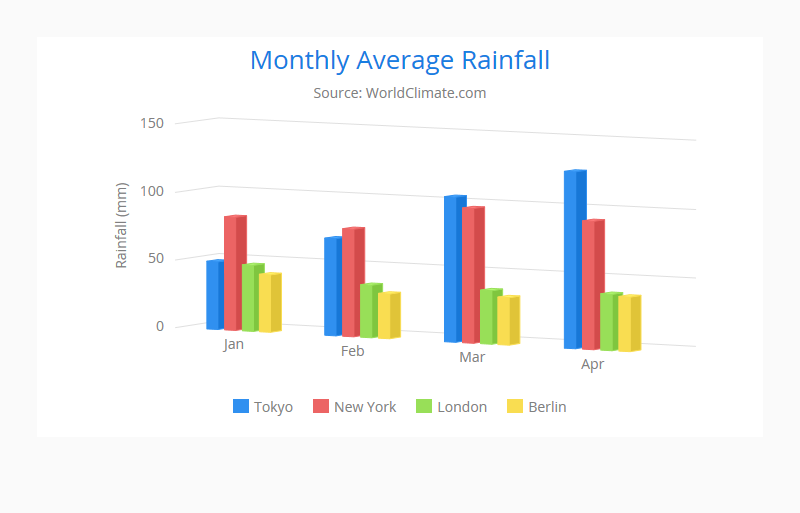 Monthly Average Rainfall
Source: WorldClimate.com
150
100
50
0
Rainfall (mm)
Jan
Feb
Mar
Apr
Tokyo
New York
London
Berlin